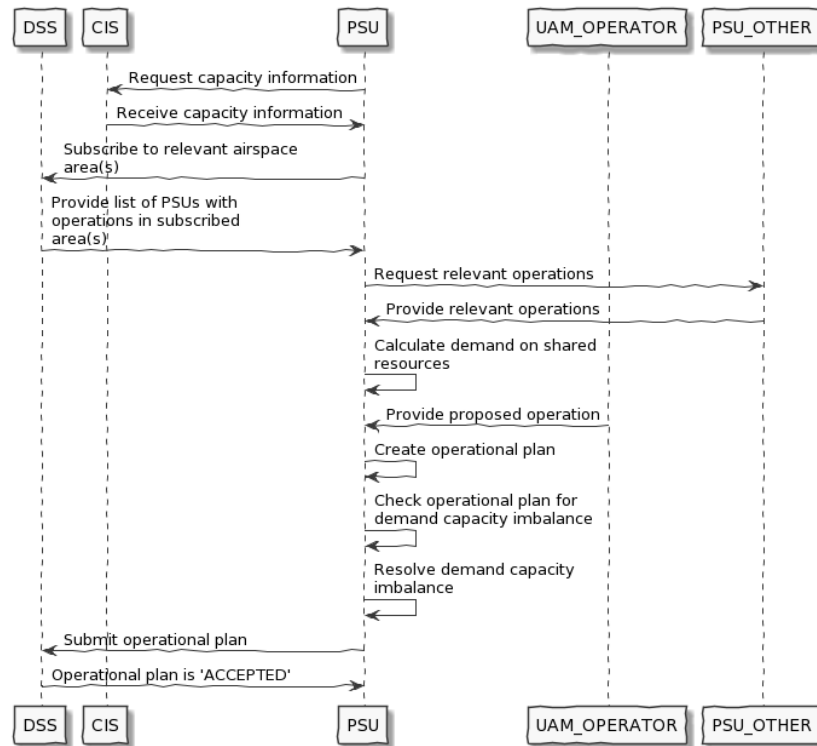 DSS CIS PSU UAM_OPERATOR PSU_OTHER
Request capacity information
Receive capacity information
Subscribe to relevant airspace
area(s)
Provide list of PSUs with
operations in subscribed
area(s)
Request relevant operations
Provide relevant operations
Calculate demand on shared
resources
Provide proposed operation
Create operational plan
Check operational plan for
demand capacity imbalance
Resolve demand capacity
imbalance
Submit operational plan
Operational plan is 'ACCEPTED'
DSS CIS PSU UAM_OPERATOR PSU_OTHER